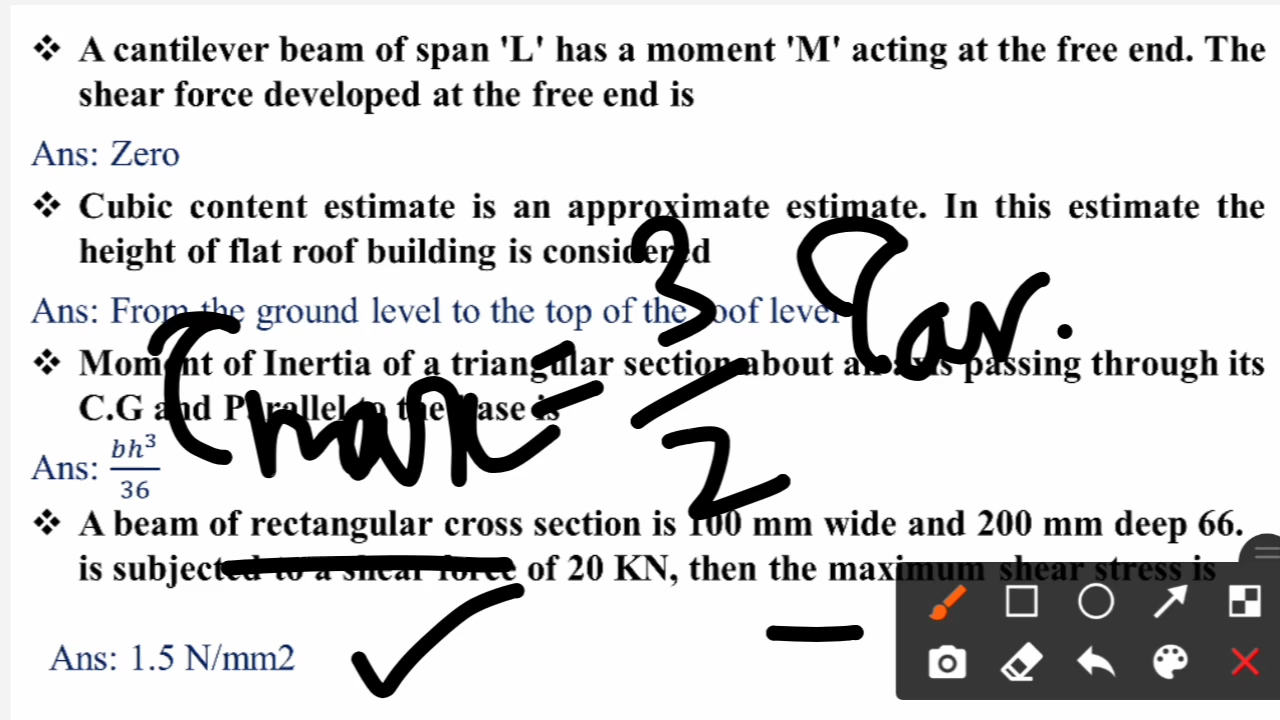 ❖ A cantilever beam of span 'L' has a moment 'M' acting at the free end. The
shear force developed at the free end is
Ans: Zero
❖ Cubic content estimate is an approximate estimate. In this estimate the
height of flat roof building is considered
Ans: From the ground level to the top of the roof level
❖ Moment of Inertia of a triangular section about an axis passing through its
C.G and Parallel to the base is
Ans: bh³/36
τmax = 3/2 τav.
❖ A beam of rectangular cross section is 100 mm wide and 200 mm deep 66.
is subjected to a shear force of 20 KN, then the maximum shear stress is
Ans: 1.5 N/mm2